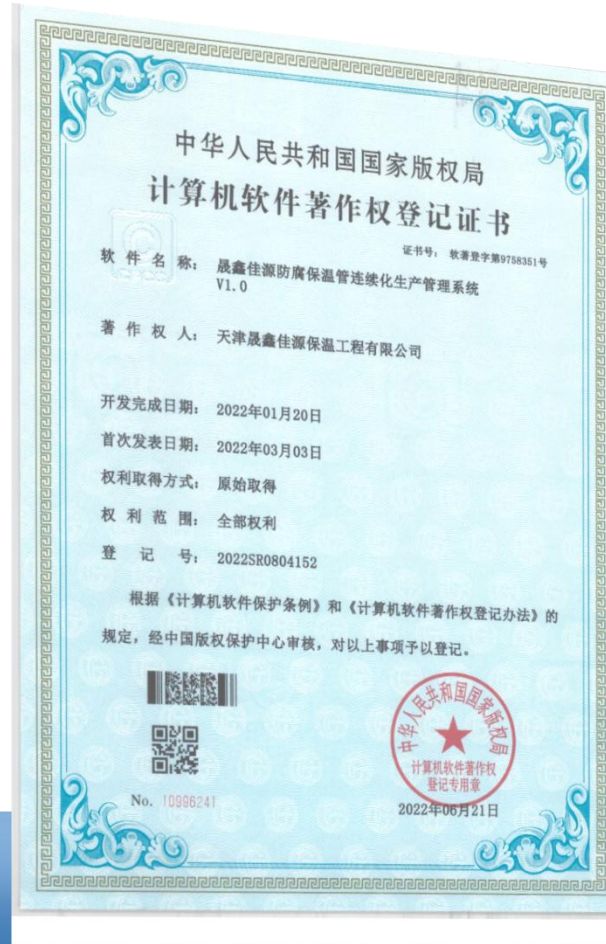 中华人民共和国国家版权局
计算机软件著作权登记证书
证书号： 软著登字第9758351号
软件名称： 晟鑫佳源防腐保温管连续化生产管理系统
V1.0
著作权人： 天津晟鑫佳源保温工程有限公司
开发完成日期： 2022年01月20日
首次发表日期： 2022年03月03日
权利取得方式： 原始取得
权利范围： 全部权利
登记号： 2022SR0804152
根据《计算机软件保护条例》和《计算机软件著作权登记办法》的
规定，经中国版权保护中心审核，对以上事项予以登记。
中华人民共和国国家版权局
计算机软件著作权
登记专用章
No. 10996241
2022年06月21日